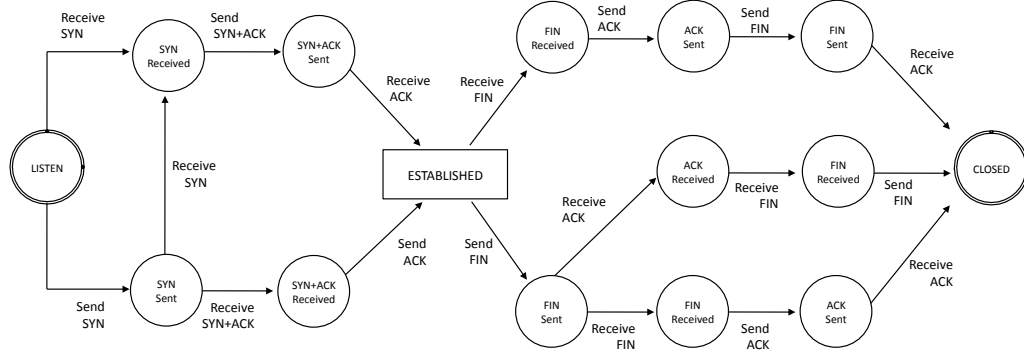 Receive
SYN
SYN
Received
Send
SYN+ACK
SYN+ACK
Sent
Receive
ACK
Receive
FIN
FIN
Received
Send
ACK
ACK
Sent
Send
FIN
FIN
Sent
Receive
ACK
LISTEN
Receive
SYN
ESTABLISHED
ACK
Received
Receive
FIN
FIN
Received
Send
FIN
CLOSED
Receive
ACK
Send
SYN
SYN
Sent
Receive
SYN+ACK
SYN+ACK
Received
Send
ACK
Send
FIN
FIN
Sent
Receive
FIN
FIN
Received
Send
ACK
ACK
Sent
Receive
ACK